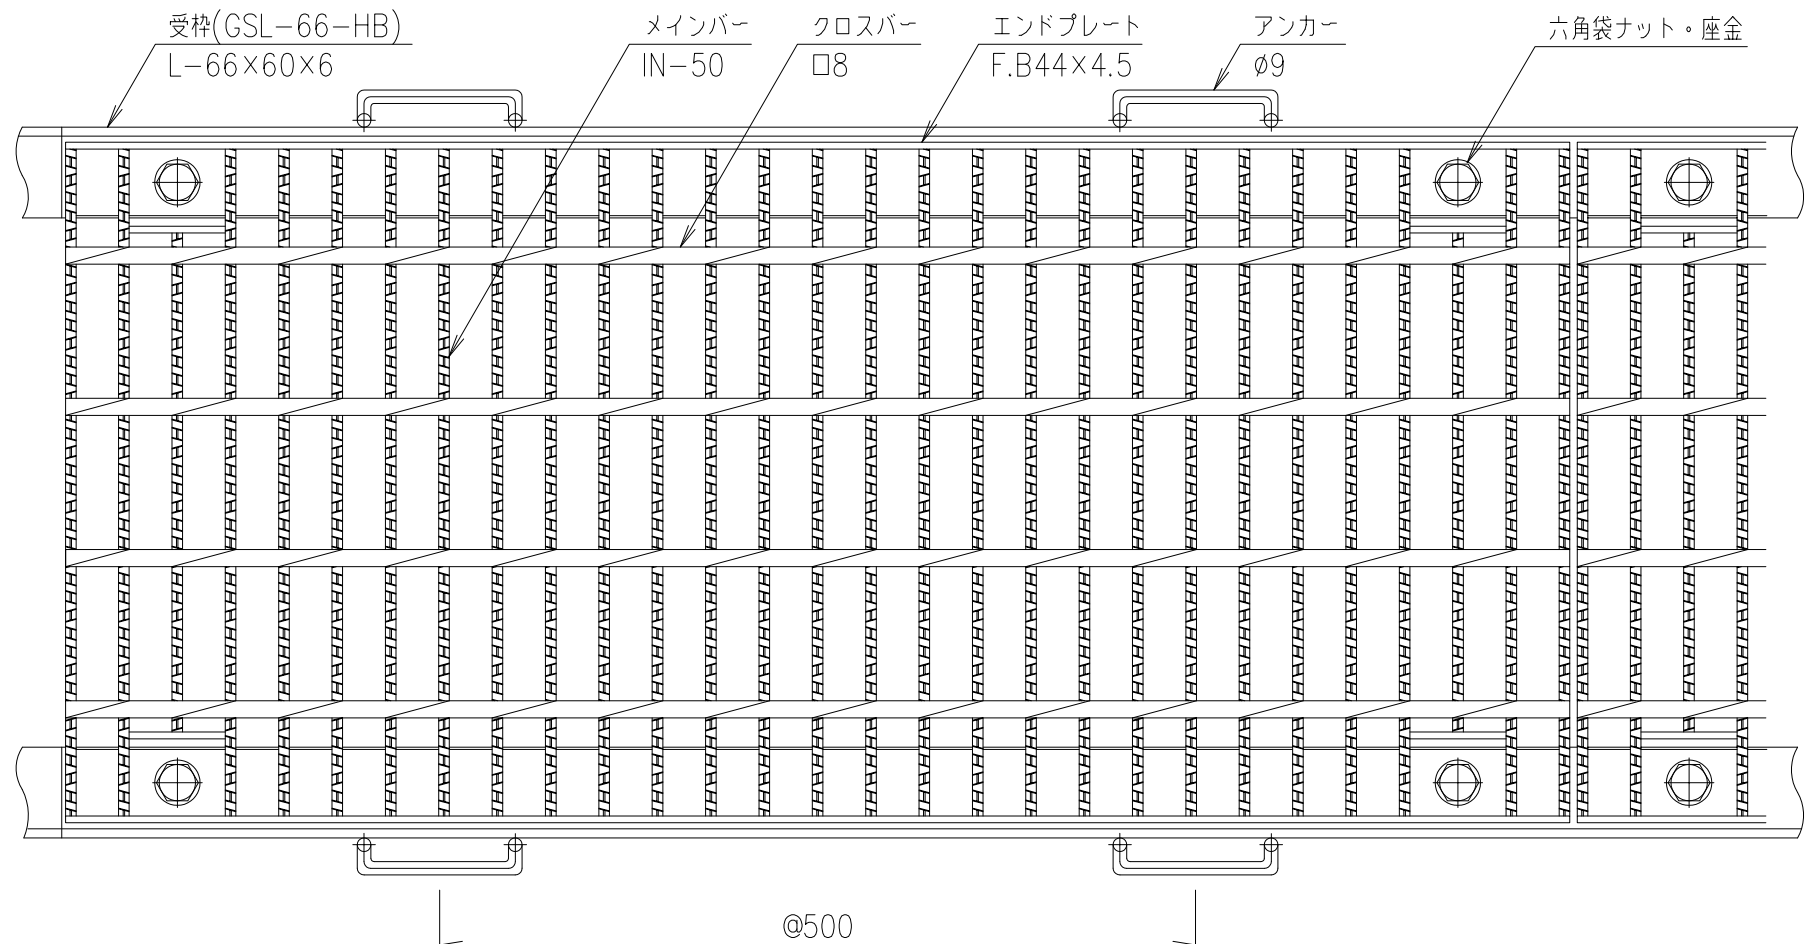 受枠(GSL-66-HB)
L-66×60×6
メインバー
IN-50
クロスバー
□8
エンドプレート
F.B44×4.5
アンカー
ø9
六角袋ナット・座金
@500